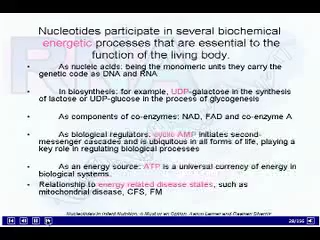 Nucleotides participate in several biochemical
energetic processes that are essential to the
function of the living body.
• As nucleic acids: being the monomeric units they carry the
genetic code as DNA and RNA
• In biosynthesis: for example, UDP-galactose in the synthesis
of lactose or UDP-glucose in the process of glycogenesis
• As components of co-enzymes: NAD, FAD and co-enzyme A
• As biological regulators. cyclic AMP initiates second-
messenger cascades and is ubiquitous in all forms of life, playing a
key role in regulating biological processes
• As an energy source: ATP is a universal currency of energy in
biological systems.
• Relationship to energy related disease states, such as
mitochondrial disease, CFS, FM
Nucleotides in Infant Nutrition, A Must or an Option, Aaron Lerner and